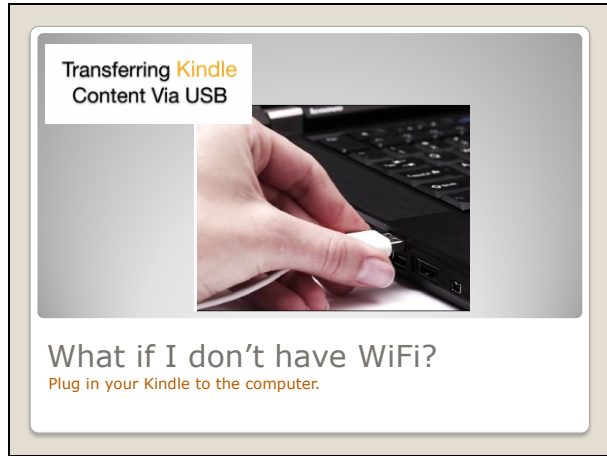 Transferring Kindle
Content Via USB
What if I don’t have WiFi?
Plug in your Kindle to the computer.